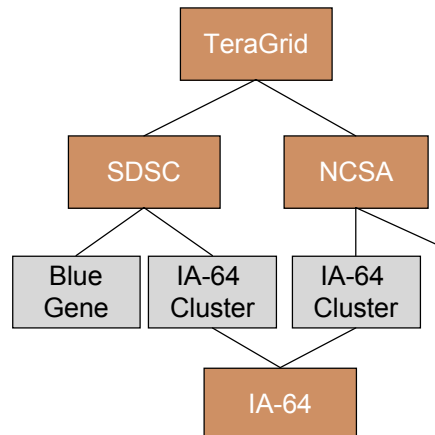 TeraGrid
SDSC
NCSA
Blue
Gene
IA-64
Cluster
IA-64
Cluster
IA-64